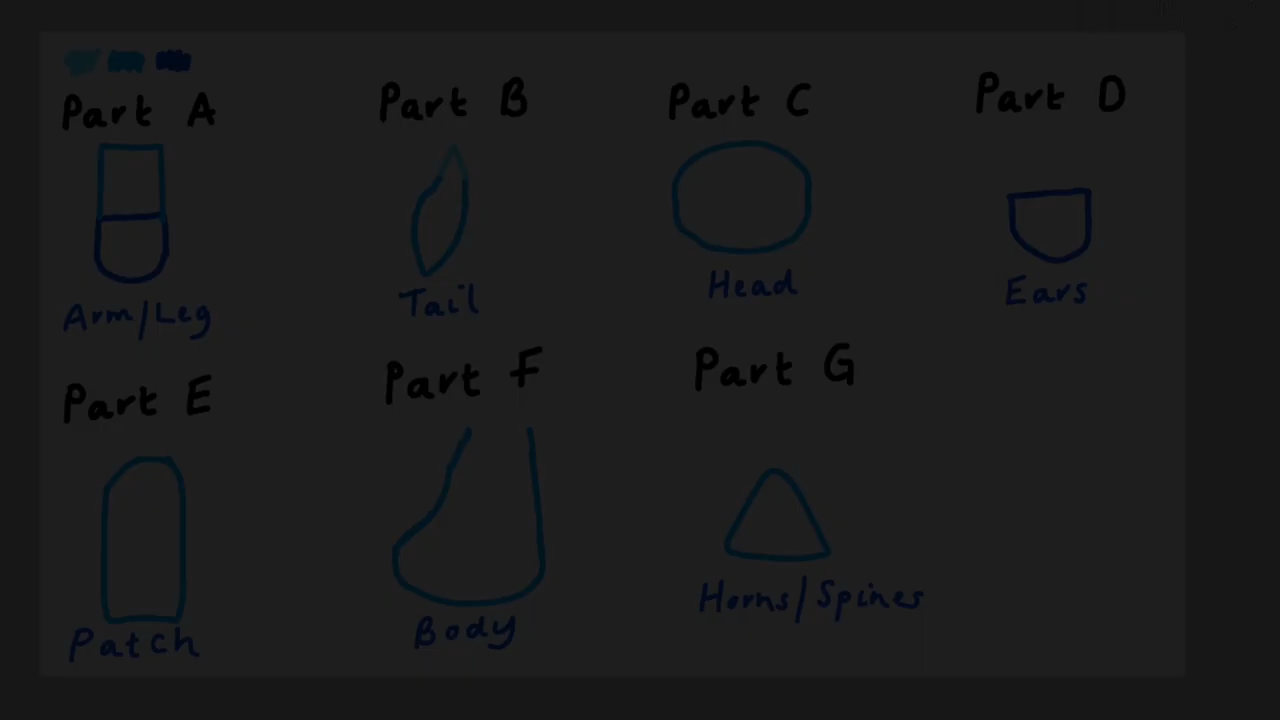 Part A
Part B
Part C
Part D
Arm/Leg
Tail
Head
Ears
Part E
Part F
Part G
Patch
Body
Horns/Spines